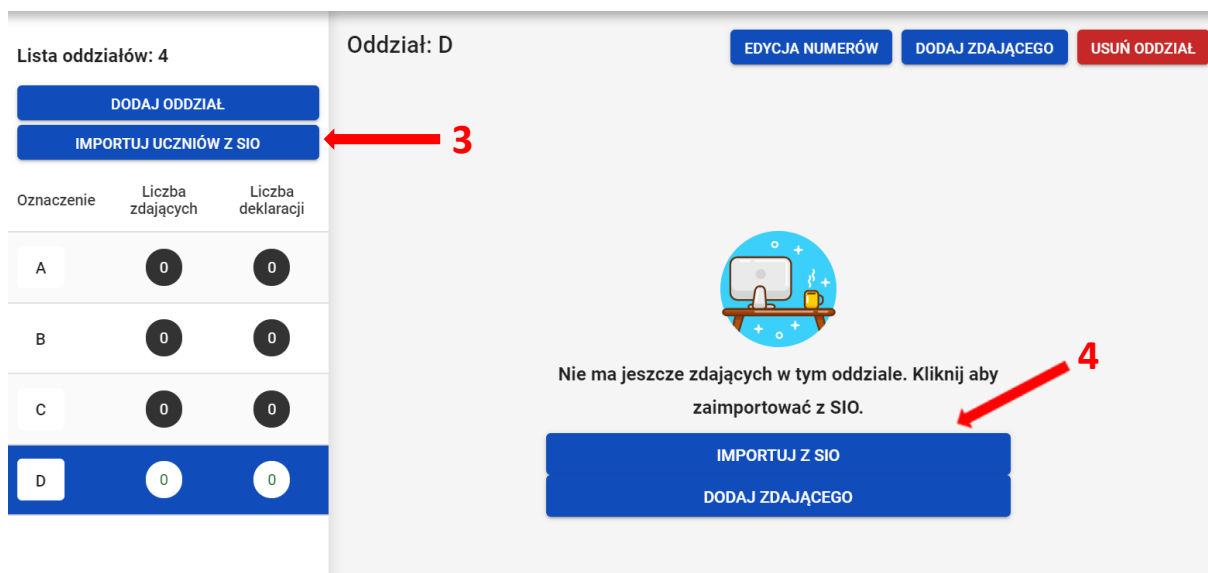 Lista oddziałów: 4
DODAJ ODDZIAŁ
IMPORTUJ UCZNIÓW Z SIO
3
Oznaczenie
Liczba
zdających
Liczba
deklaracji
A 0 0
B 0 0
C 0 0
D 0 0
Oddział: D
EDYCJA NUMERÓW
DODAJ ZDAJĄCEGO
USUŃ ODDZIAŁ
Nie ma jeszcze zdających w tym oddziale. Kliknij aby
zaimportować z SIO.
4
IMPORTUJ Z SIO
DODAJ ZDAJĄCEGO